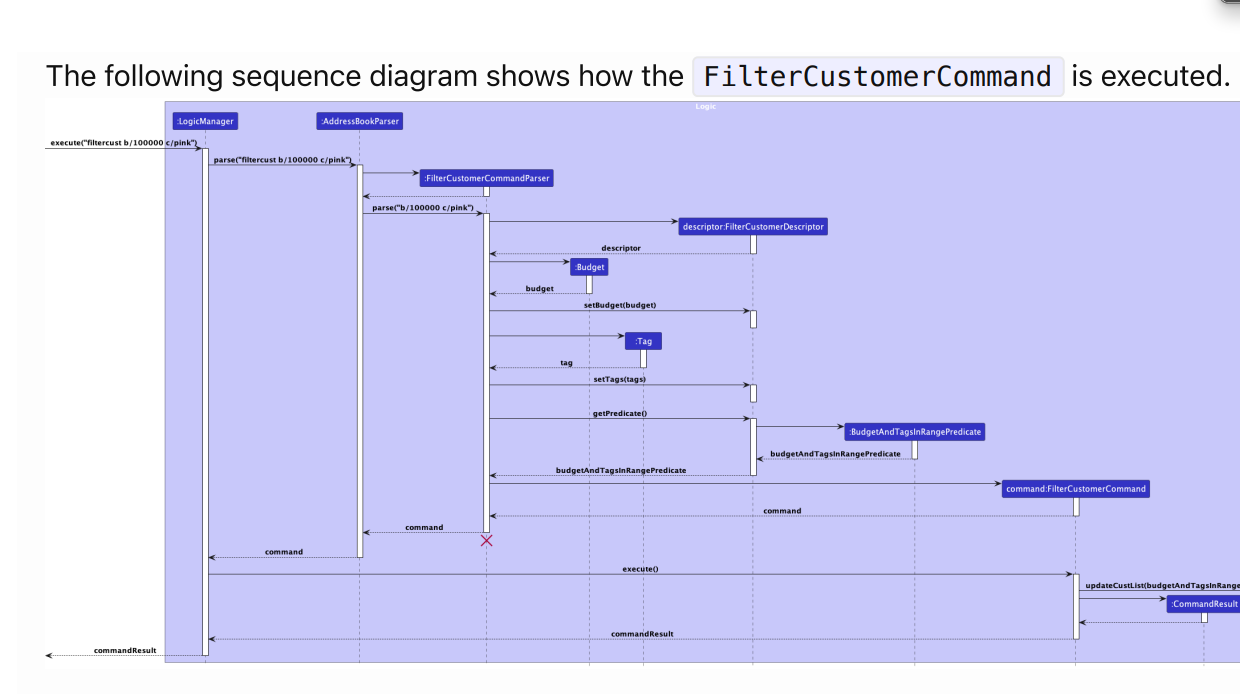 The following sequence diagram shows how the FilterCustomerCommand is executed.
Logic
:LogicManager
:AddressBookParser
execute("filtercust b/100000 c/pink")
parse("filtercust b/100000 c/pink")
:FilterCustomerCommandParser
parse("b/100000 c/pink")
descriptor:FilterCustomerDescriptor
descriptor
:Budget
budget
setBudget(budget)
:Tag
tag
setTags(tags)
getPredicate()
:BudgetAndTagsInRangePredicate
budgetAndTagsInRangePredicate
budgetAndTagsInRangePredicate
command:FilterCustomerCommand
command
command
command
execute()
updateCustList(budgetAndTagsInRange
:CommandResult
commandResult
commandResult